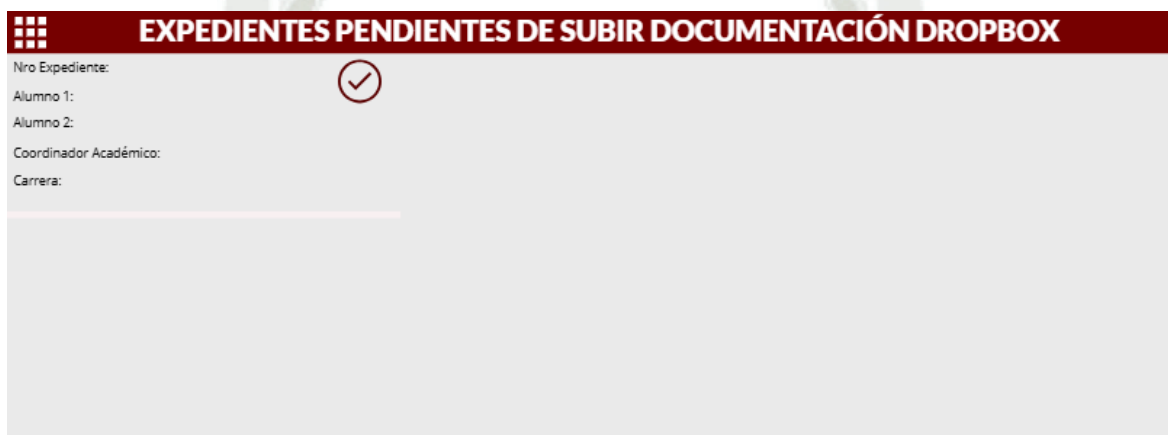 EXPEDIENTES PENDIENTES DE SUBIR DOCUMENTACIÓN DROPBOX
Nro Expediente:
Alumno 1:
Alumno 2:
Coordinador Académico:
Carrera: